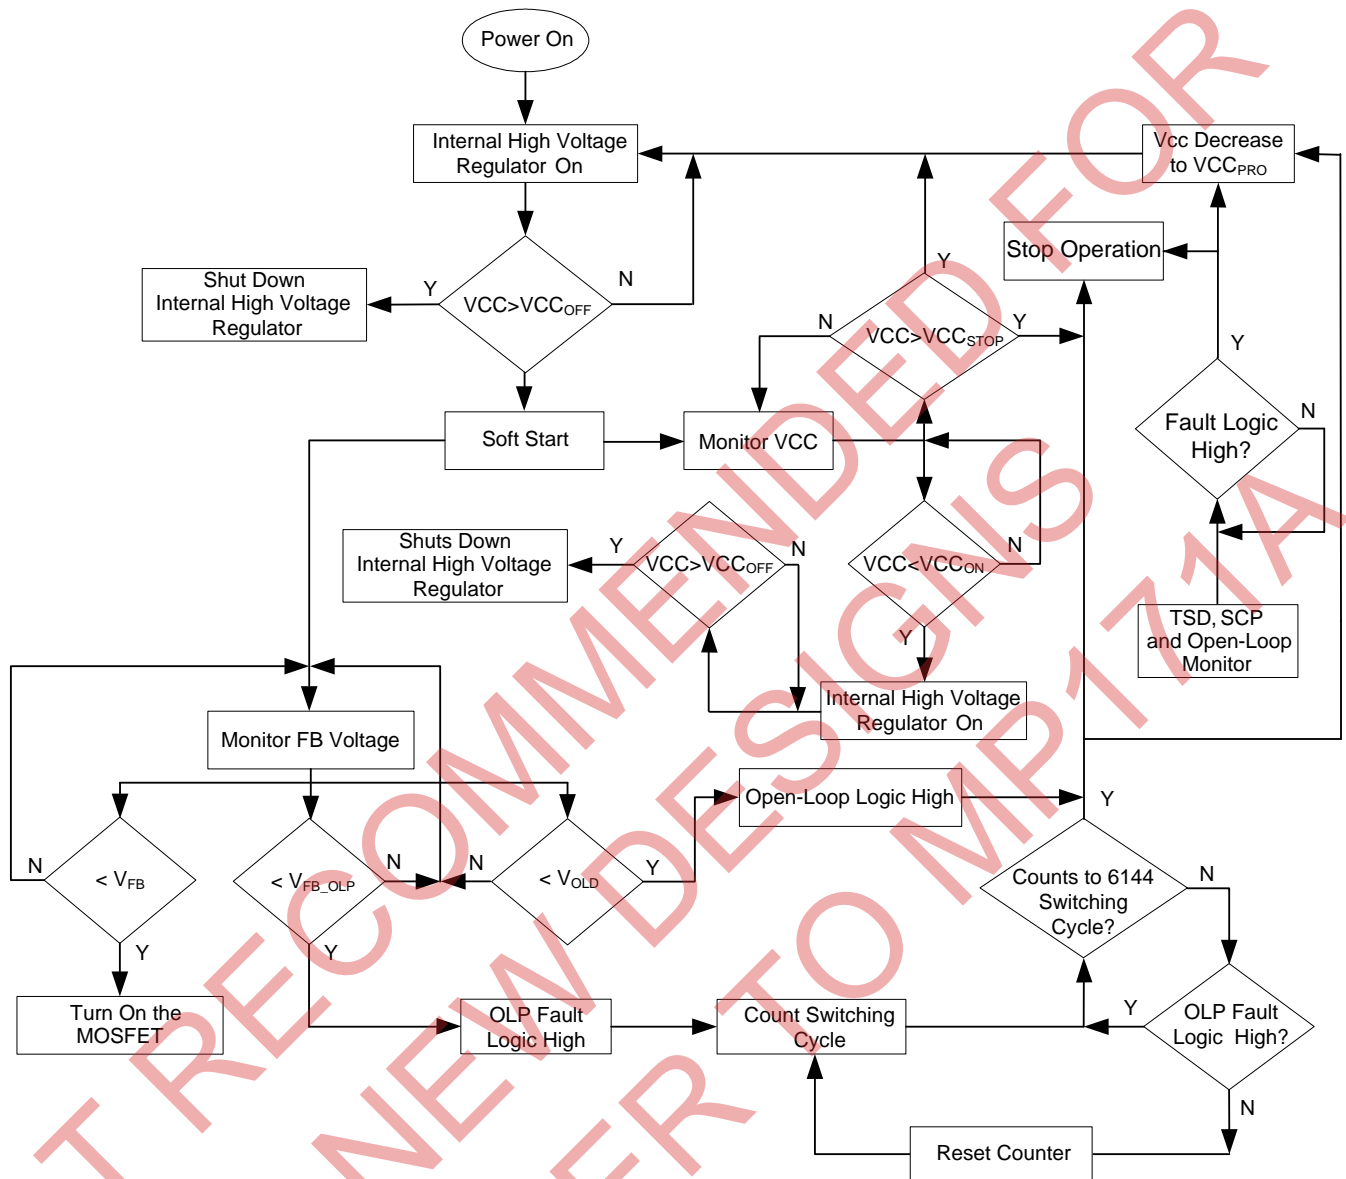 Power On
Internal High Voltage
Regulator On
Vcc Decrease
to VCCPRO
Stop Operation
Shut Down
Internal High Voltage
Regulator
Y
VCC>VCCOFF
N
Y
N
VCC>VCCSTOP
Y
Y
Fault Logic
High?
N
Soft Start
Monitor VCC
Shuts Down
Internal High Voltage
Regulator
Y
VCC>VCCOFF
N
VCC<VCCON
N
Y
TSD, SCP
and Open-Loop
Monitor
Internal High Voltage
Regulator On
Monitor FB Voltage
Open-Loop Logic High
Y
N
< VFB
Y
< VFB_OLP
N
Y
N
< VOLD
Y
Counts to 6144
Switching
Cycle?
N
Turn On the
MOSFET
OLP Fault
Logic High
Count Switching
Cycle
Y
OLP Fault
Logic High?
N
Reset Counter
T RECOMMENDED FOR
NEW DESIGNS
ER TO MP171A